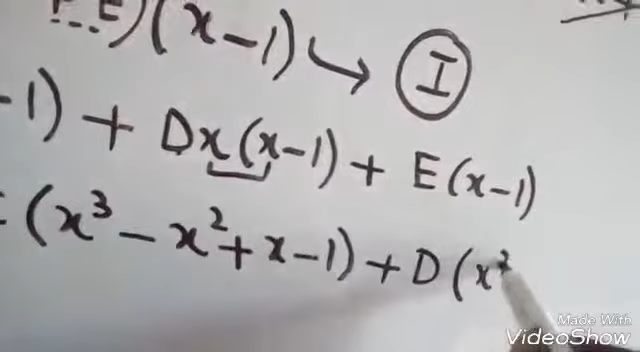 E)(x-1) → I
-1) + Dx(x-1) + E(x-1)
(x³ - x² + x - 1) + D(x²
Made With
VideoShow